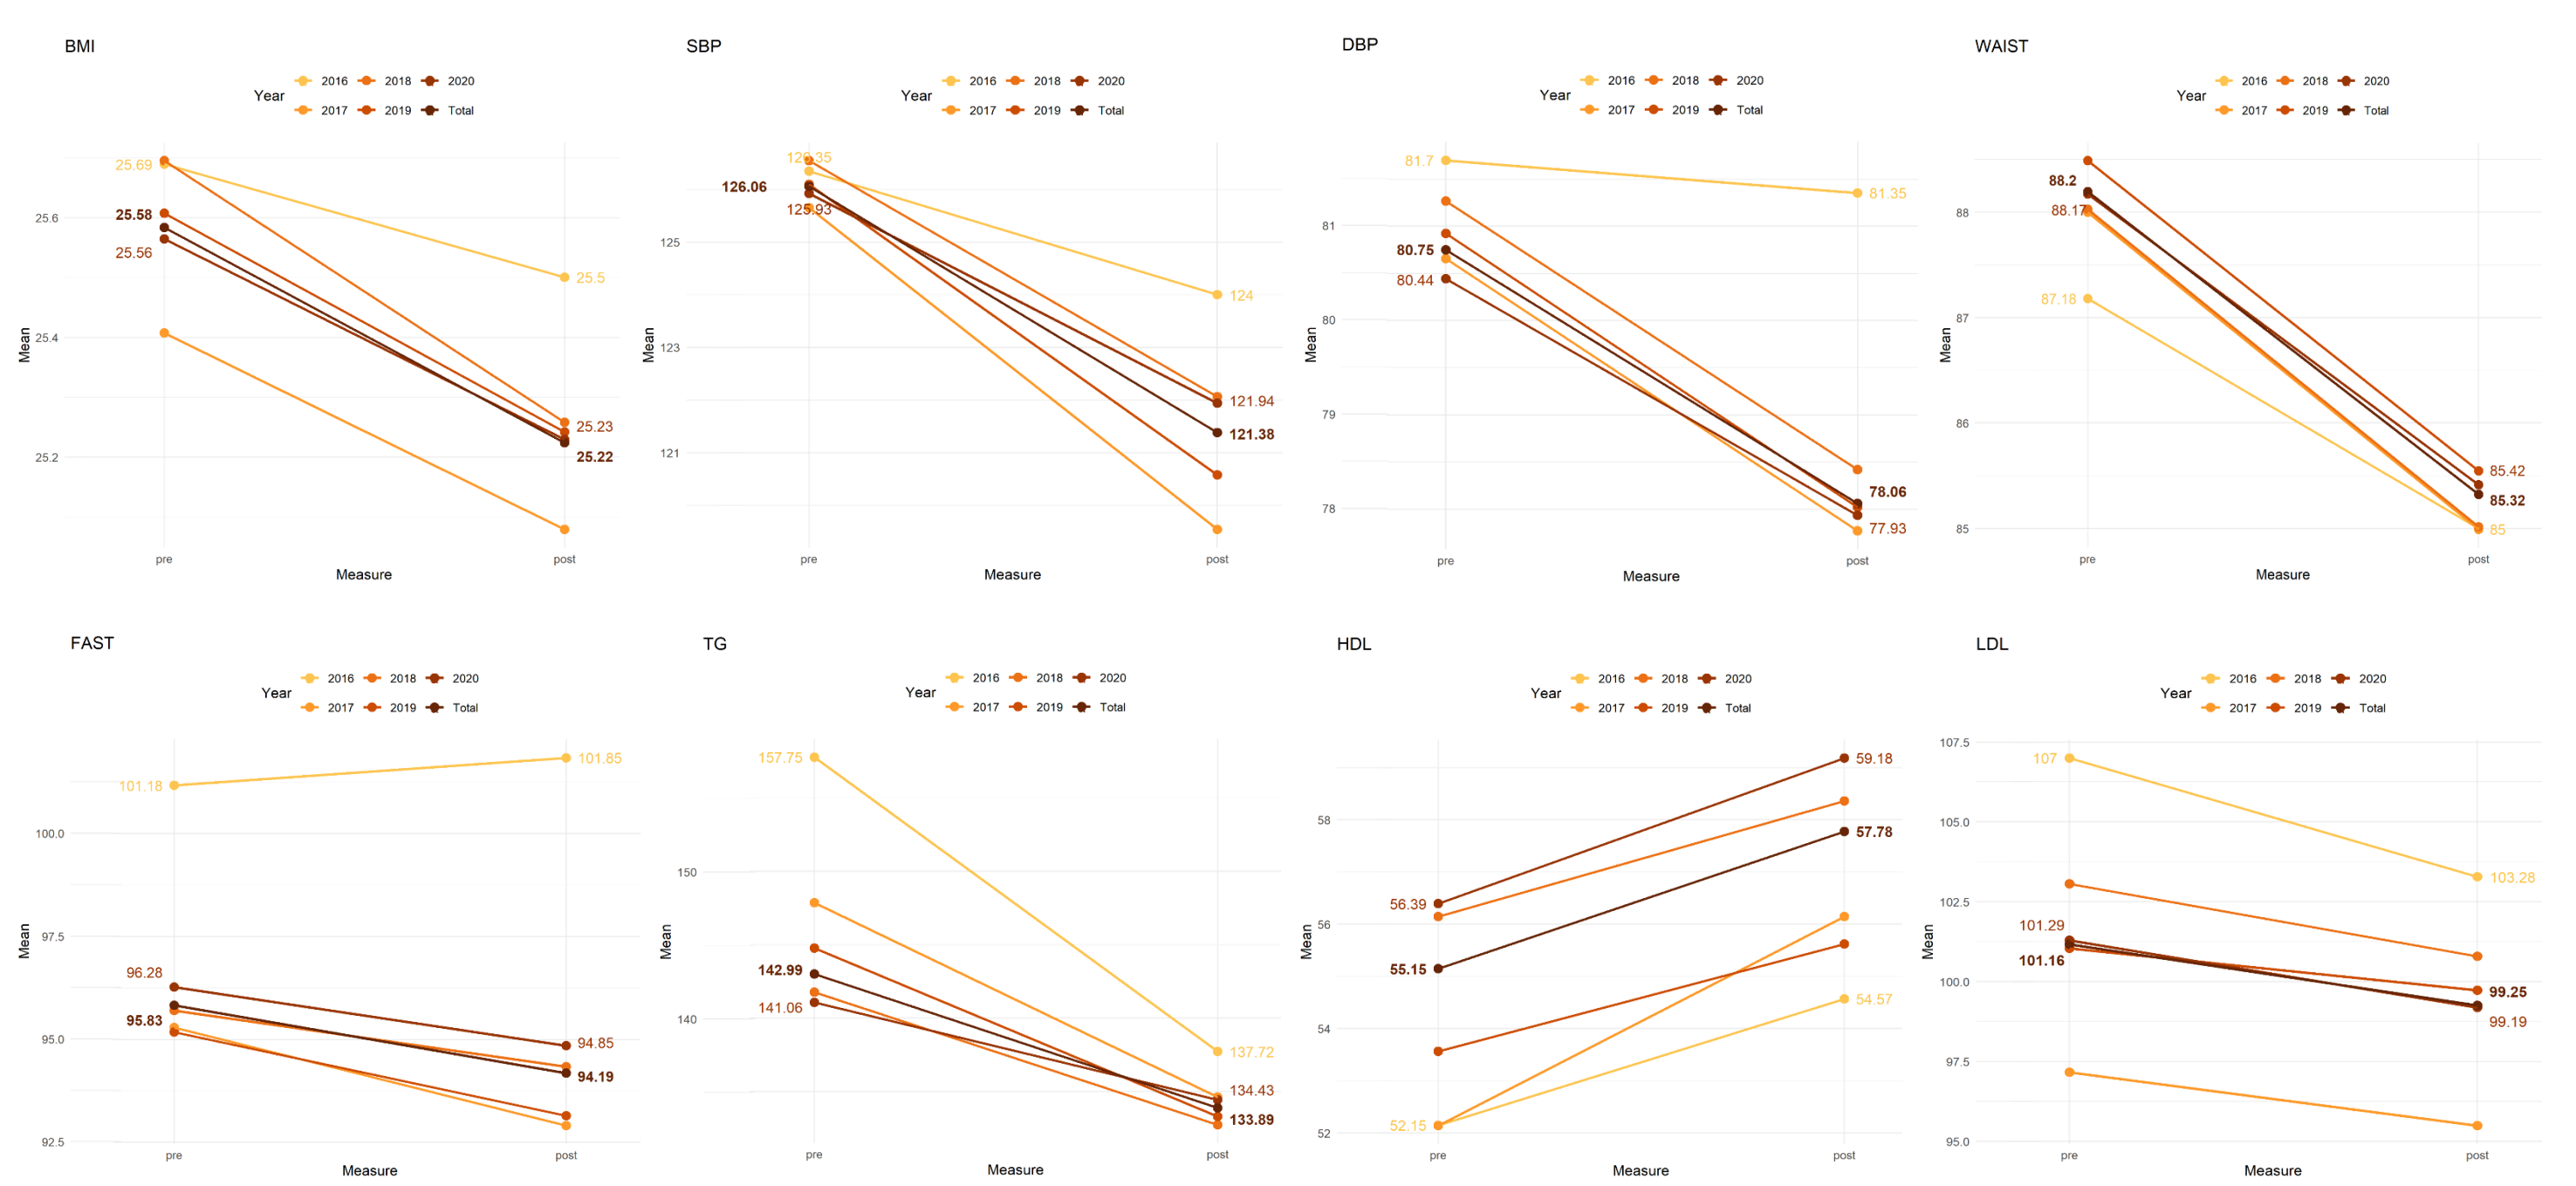 BMI
Year
2016 2018 2020
2017 2019 Total
Mean
25.6
25.4
25.2
25.69
25.58
25.56
25.5
25.23
25.22
pre post
Measure
SBP
Year
2016 2018 2020
2017 2019 Total
Mean
125
123
121
126.35
126.06
125.93
124
121.94
121.38
pre post
Measure
DBP
Year
2016 2018 2020
2017 2019 Total
Mean
81
80
79
78
81.7
80.75
80.44
81.35
78.06
77.93
pre post
Measure
WAIST
Year
2016 2018 2020
2017 2019 Total
Mean
88
87
86
85
88.2
88.17
87.18
85.42
85.32
85
pre post
Measure
FAST
Year
2016 2018 2020
2017 2019 Total
Mean
100.0
97.5
95.0
92.5
101.18
96.28
95.83
101.85
94.85
94.19
pre post
Measure
TG
Year
2016 2018 2020
2017 2019 Total
Mean
150
140
157.75
142.99
141.06
137.72
134.43
133.89
pre post
Measure
HDL
Year
2016 2018 2020
2017 2019 Total
Mean
58
56
54
52
56.39
55.15
52.15
59.18
57.78
54.57
pre post
Measure
LDL
Year
2016 2018 2020
2017 2019 Total
Mean
107.5
105.0
102.5
100.0
97.5
95.0
107
101.29
101.16
103.28
99.25
99.19
pre post
Measure